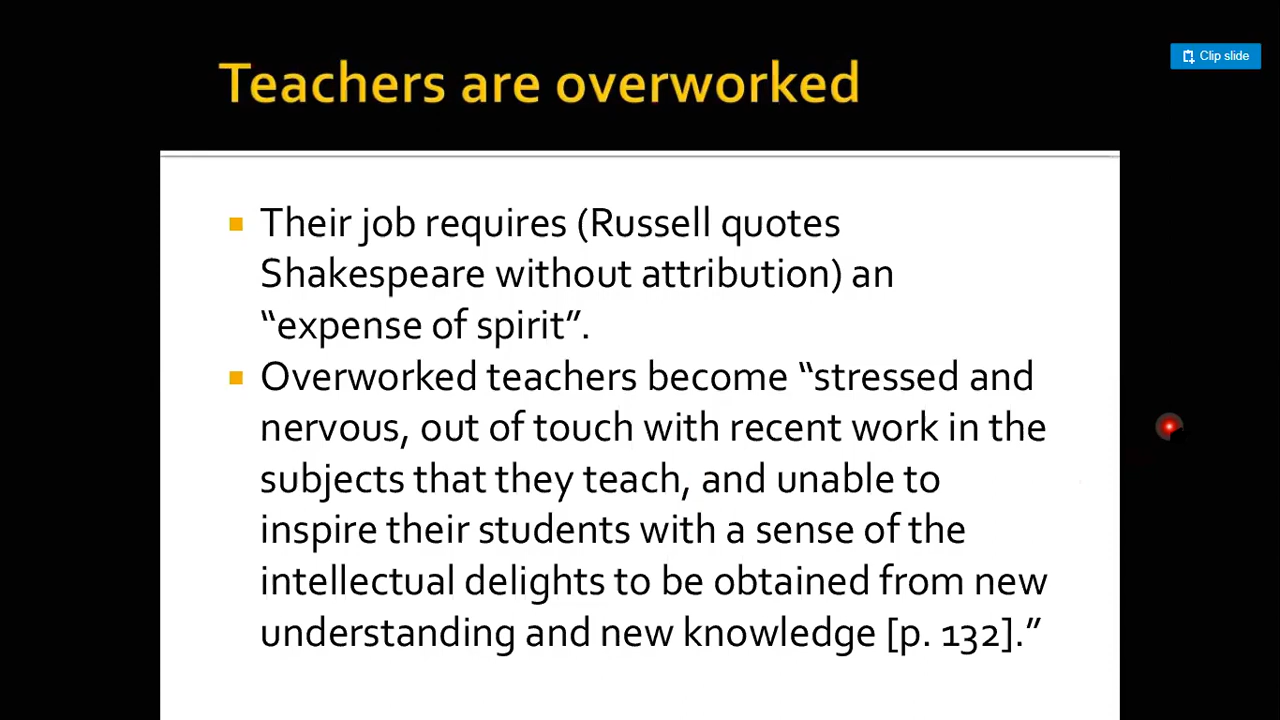 Clip slide
Teachers are overworked
Their job requires (Russell quotes
Shakespeare without attribution) an
“expense of spirit”.
Overworked teachers become “stressed and
nervous, out of touch with recent work in the
subjects that they teach, and unable to
inspire their students with a sense of the
intellectual delights to be obtained from new
understanding and new knowledge [p. 132].”